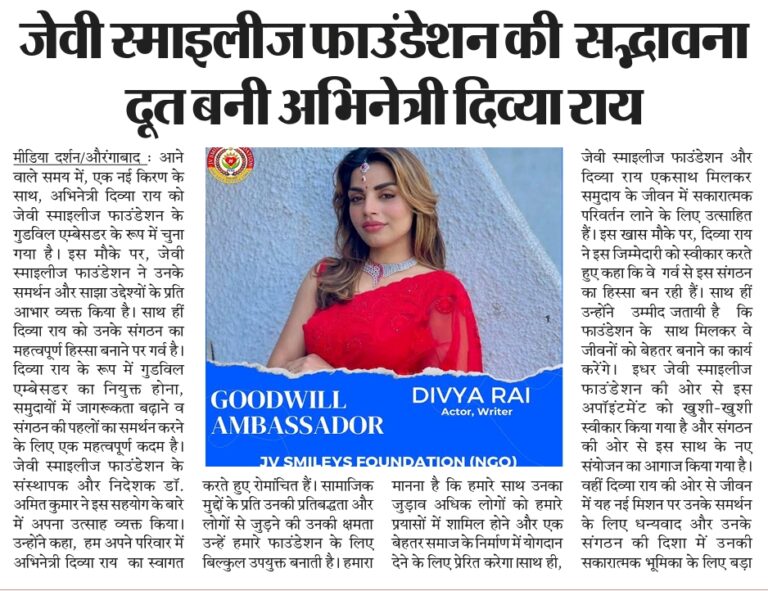 जेवी स्माइलीज फाउंडेशन की सद्भावना
दूत बनी अभिनेत्री दिव्या राय
मीडिया दर्शन/औरंगाबाद : आने
वाले समय में, एक नई किरण के
साथ, अभिनेत्री दिव्या राय को
जेवी स्माइलीज फाउंडेशन के
गुडविल एम्बेसडर के रूप में चुना
गया है। इस मौके पर, जेवी
स्माइलीज फाउंडेशन ने उनके
समर्थन और साझा उद्देश्यों के प्रति
आभार व्यक्त किया है। साथ हीं
दिव्या राय को उनके संगठन का
महत्वपूर्ण हिस्सा बनाने पर गर्व है।
दिव्या राय के रूप में गुडविल
एम्बेसडर का नियुक्त होना,
समुदायों में जागरूकता बढ़ाने व
संगठन की पहलों का समर्थन करने
के लिए एक महत्वपूर्ण कदम है।
जेवी स्माइलीज फाउंडेशन के
संस्थापक और निदेशक डॉ.
अमित कुमार ने इस सहयोग के बारे
में अपना उत्साह व्यक्त किया।
उन्होंने कहा, हम अपने परिवार में
अभिनेत्री दिव्या राय का स्वागत
GOODWILL
AMBASSADOR
DIVYA RAI
Actor, Writer
JV SMILEYS FOUNDATION (NGO)
करते हुए रोमांचित हैं। सामाजिक
मुद्दों के प्रति उनकी प्रतिबद्धता और
लोगों से जुड़ने की उनकी क्षमता
उन्हें हमारे फाउंडेशन के लिए
बिल्कुल उपयुक्त बनाती है। हमारा
मानना है कि हमारे साथ उनका
जुड़ाव अधिक लोगों को हमारे
प्रयासों में शामिल होने और एक
बेहतर समाज के निर्माण में योगदान
देने के लिए प्रेरित करेगा।साथ ही,
जेवी स्माइलीज फाउंडेशन और
दिव्या राय एकसाथ मिलकर
समुदाय के जीवन में सकारात्मक
परिवर्तन लाने के लिए उत्साहित
हैं। इस खास मौके पर, दिव्या राय
ने इस जिम्मेदारी को स्वीकार करते
हुए कहा कि वे गर्व से इस संगठन
का हिस्सा बन रही हैं। साथ हीं
उन्होंने उम्मीद जतायी है कि
फाउंडेशन के साथ मिलकर वे
जीवनों को बेहतर बनाने का कार्य
करेंगे। इधर जेवी स्माइलीज
फाउंडेशन की ओर से इस
अपॉइंटमेंट को खुशी-खुशी
स्वीकार किया गया है और संगठन
की ओर से इस साथ के नए
संयोजन का आगाज किया गया है।
वहीं दिव्या राय की ओर से जीवन
में यह नई मिशन पर उनके समर्थन
के लिए धन्यवाद और उनके
संगठन की दिशा में उनकी
सकारात्मक भूमिका के लिए बड़ा